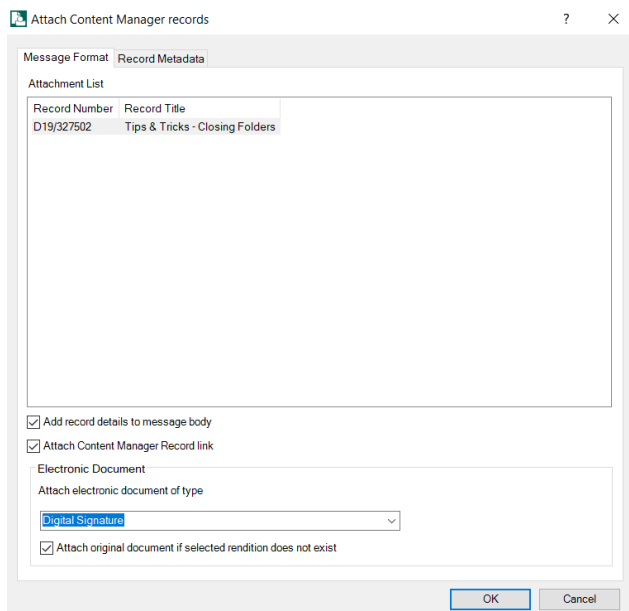 Attach Content Manager records
Message Format Record Metadata
Attachment List
Record Number Record Title
D19/327502 Tips & Tricks - Closing Folders
Add record details to message body
Attach Content Manager Record link
Electronic Document
Attach electronic document of type
Digital Signature
Attach original document if selected rendition does not exist
OK Cancel